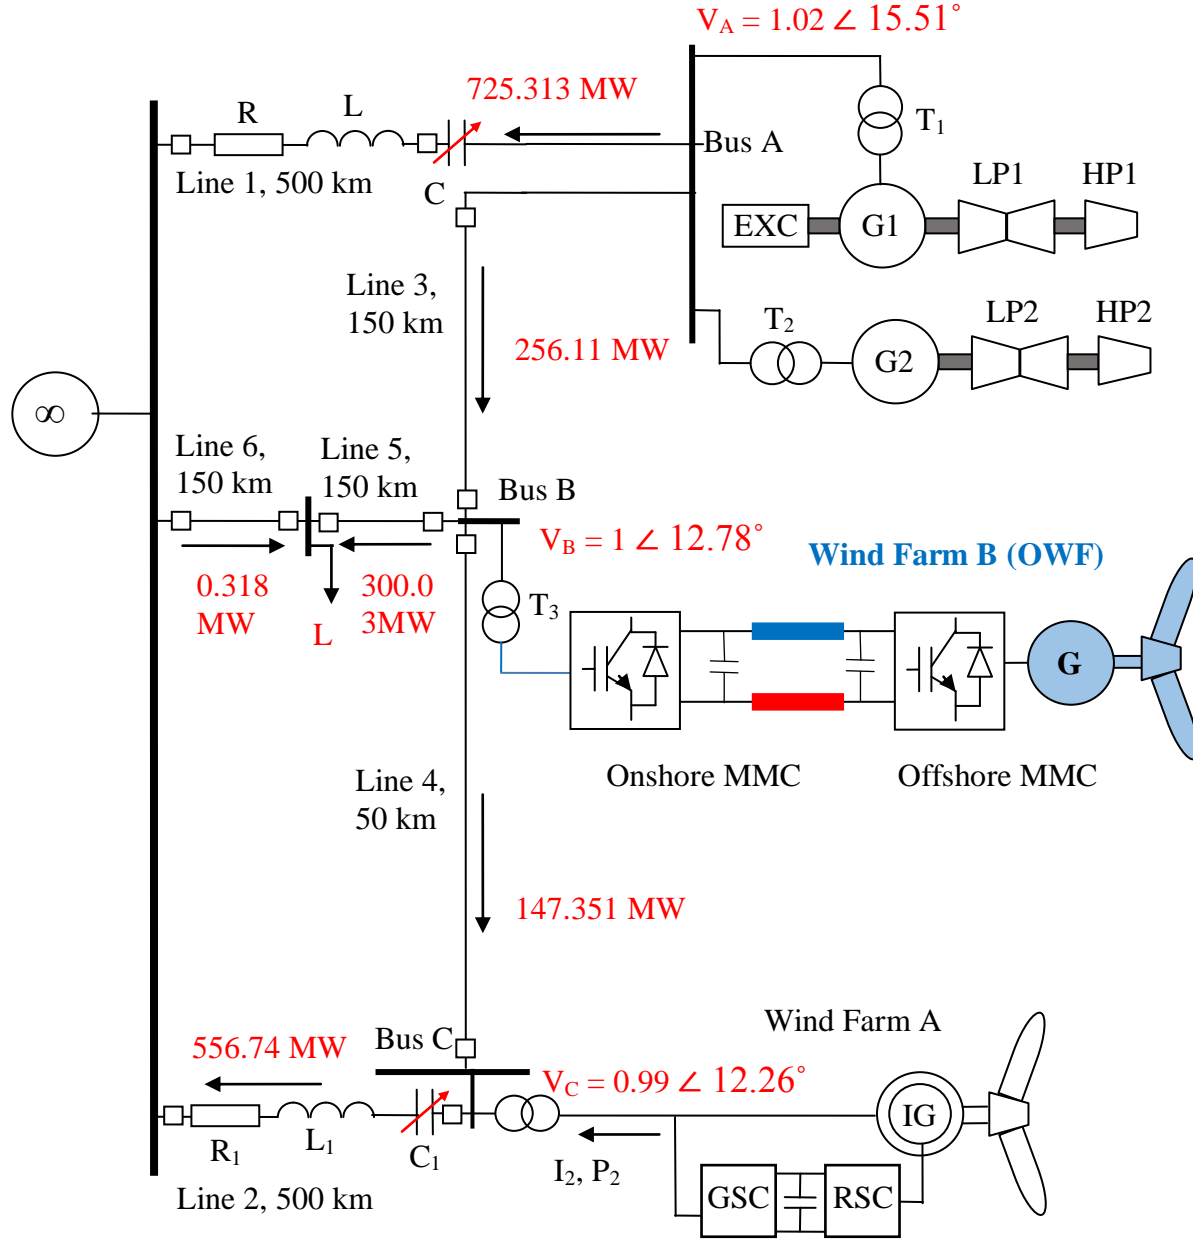 V_A = 1.02 ∠ 15.51°
725.313 MW
R
L
T₁
Bus A
LP1
HP1
Line 1, 500 km
C
EXC
G1
Line 3,
150 km
T₂
LP2
HP2
256.11 MW
G2
∞
Line 6,
150 km
Line 5,
150 km
Bus B
V_B = 1 ∠ 12.78°
Wind Farm B (OWF)
0.318
MW
300.0
3MW
L
T₃
G
Onshore MMC
Offshore MMC
Line 4,
50 km
147.351 MW
Wind Farm A
Bus C
556.74 MW
V_C = 0.99 ∠ 12.26°
IG
R₁
L₁
C₁
I₂, P₂
GSC
RSC
Line 2, 500 km